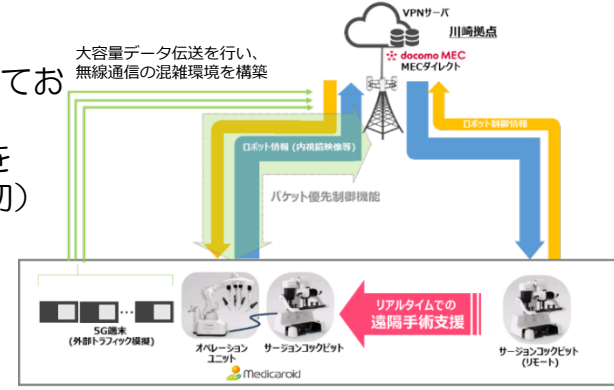 VPNサーバ
川崎拠点
docomo MEC
MECダイレクト
大容量データ伝送を行い、
無線通信の混雑環境を構築
てお
を
切）
ロボット制御情報
ロボット情報 (内視鏡映像等)
パケット優先制御機能
リアルタイムでの
遠隔手術支援
5G端末
(外部トラフィック模擬)
オペレーション
ユニット
サージョンコックピット
サージョンコックピット
(リモート)
Medicaroid